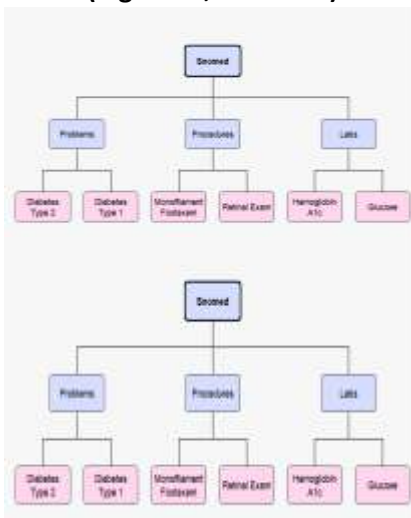 Snomed
Problems Procedures Labs
Diabetes Diabetes Monofilament Retinal Exam Hemoglobin Glucose
Type 2 Type 1 Footexam A1c
Snomed
Problems Procedures Labs
Diabetes Diabetes Monofilament Retinal Exam Hemoglobin Glucose
Type 2 Type 1 Footexam A1c